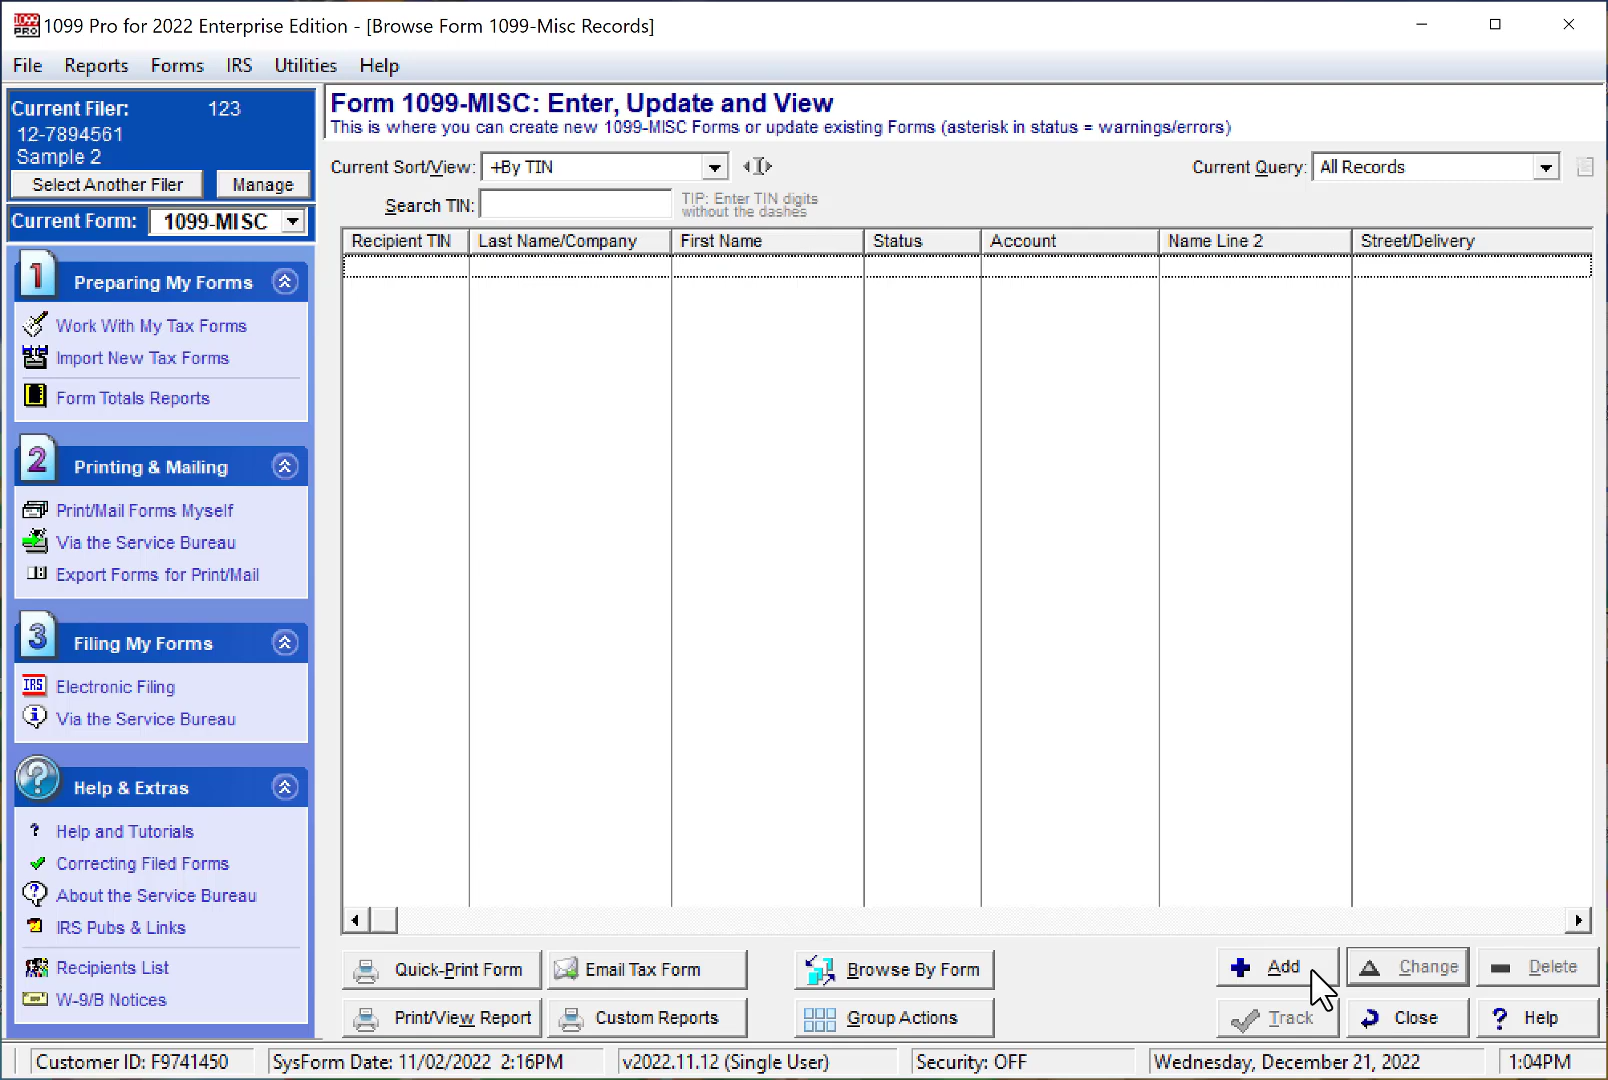 1099 Pro for 2022 Enterprise Edition - [Browse Form 1099-Misc Records]
File Reports Forms IRS Utilities Help
Current Filer: 123
12-7894561
Sample 2
Select Another Filer Manage
Current Form: 1099-MISC
1 Preparing My Forms
Work With My Tax Forms
Import New Tax Forms
Form Totals Reports
2 Printing & Mailing
Print/Mail Forms Myself
Via the Service Bureau
Export Forms for Print/Mail
3 Filing My Forms
IRS Electronic Filing
Via the Service Bureau
? Help & Extras
? Help and Tutorials
Correcting Filed Forms
? About the Service Bureau
? IRS Pubs & Links
Recipients List
W-9/B Notices
Form 1099-MISC: Enter, Update and View
This is where you can create new 1099-MISC Forms or update existing Forms (asterisk in status = warnings/errors)
Current Sort/View: +By TIN Current Query: All Records
Search TIN: TIP: Enter TIN digits
without the dashes
Recipient TIN Last Name/Company First Name Status Account Name Line 2 Street/Delivery
Quick-Print Form Email Tax Form Browse By Form Add Change Delete
Print/View Report Custom Reports Group Actions Track Close ? Help
Customer ID: F9741450 SysForm Date: 11/02/2022 2:16PM v2022.11.12 (Single User) Security: OFF Wednesday, December 21, 2022 1:04PM